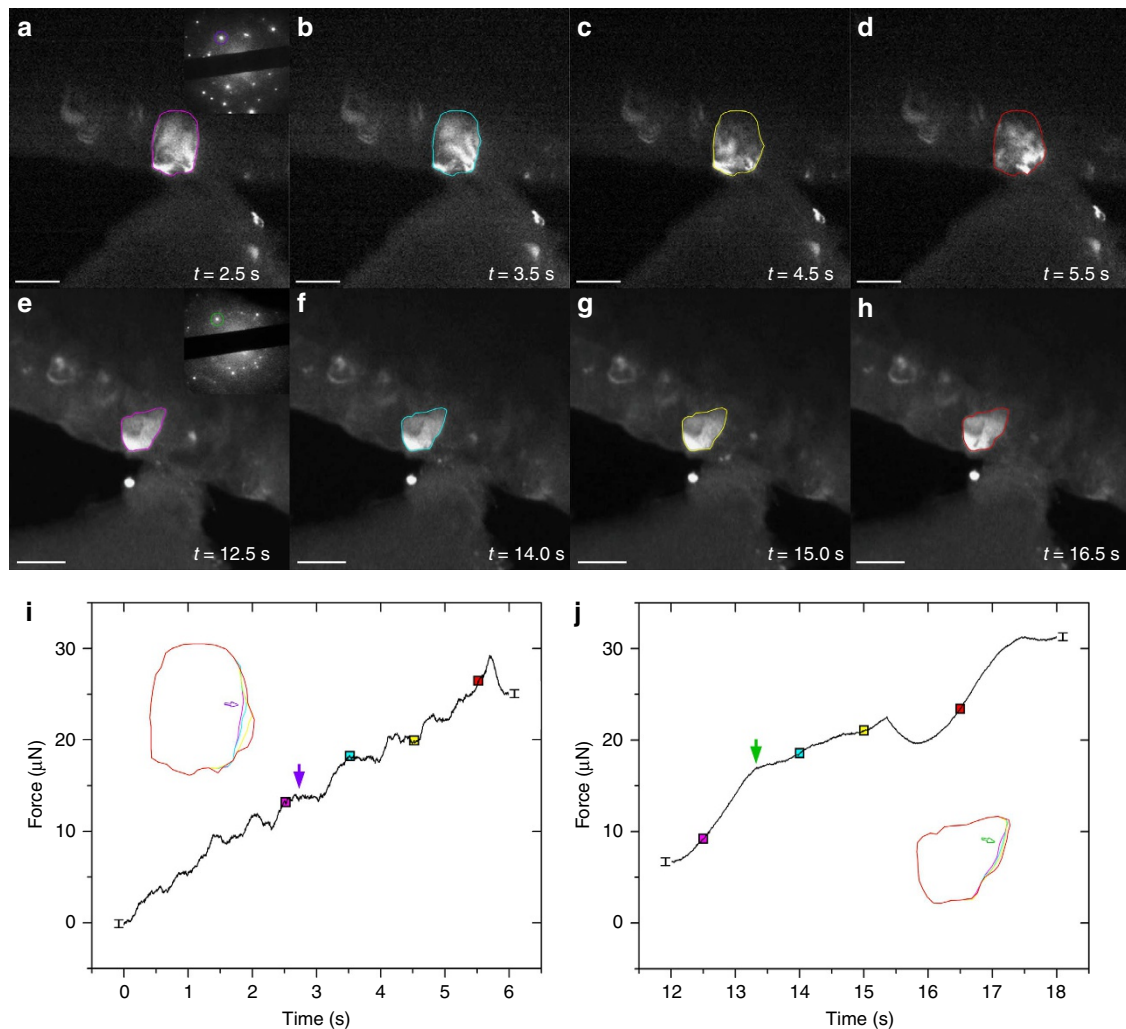 a b c d
t = 2.5 s t = 3.5 s t = 4.5 s t = 5.5 s
e f g h
t = 12.5 s t = 14.0 s t = 15.0 s t = 16.5 s
i j
30 30
20 20
10 10
0 0
Force (µN) Force (µN)
0 1 2 3 4 5 6 12 13 14 15 16 17 18
Time (s) Time (s)